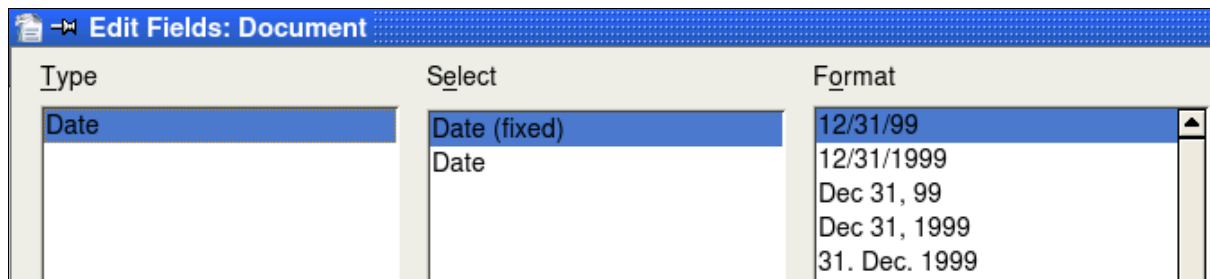 Edit Fields: Document
Type
Select
Format
Date
Date (fixed)
Date
12/31/99
12/31/1999
Dec 31, 99
Dec 31, 1999
31. Dec. 1999